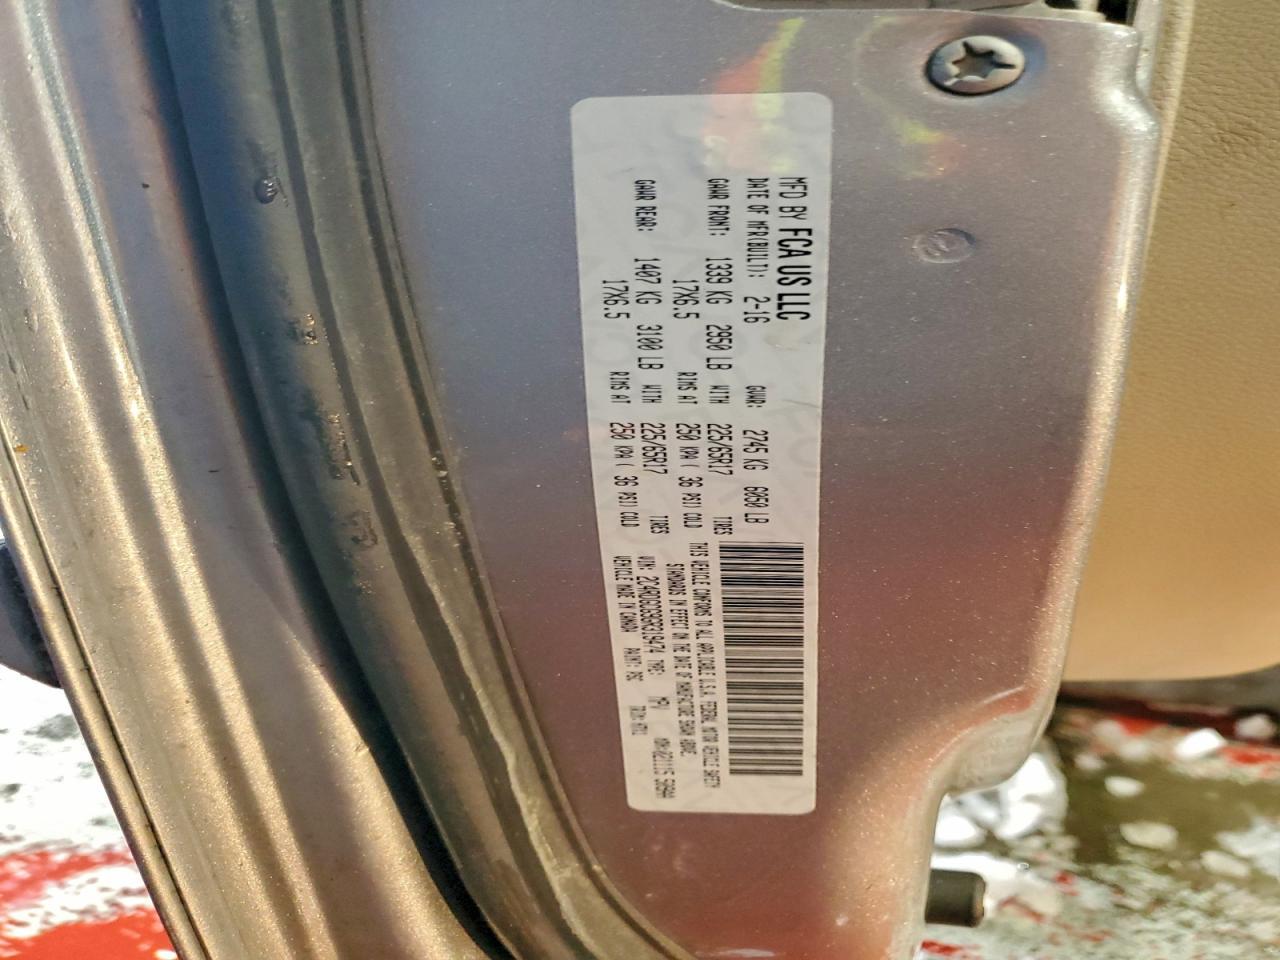 MFD BY FCA US LLC
DATE OF MFR(BUILT): 2-16 GVWR: 2745 KG 6050 LB
GAWR FRONT: 1339 KG 2950 LB WITH 225/65R17 TIRES
17X6.5 RIMS AT 250 KPA( 36 PSI) COLD
GAWR REAR: 1407 KG 3100 LB WITH 225/65R17 TIRES
17X6.5 RIMS AT 250 KPA( 36 PSI) COLD
THIS VEHICLE CONFORMS TO ALL APPLICABLE U.S.A. FEDERAL MOTOR VEHICLE SAFETY
STANDARDS IN EFFECT ON THE DATE OF MANUFACTURE SHOWN ABOVE.
VIN: TYPE: MPV
VEHICLE MADE IN CANADA PAINT: TRIM: